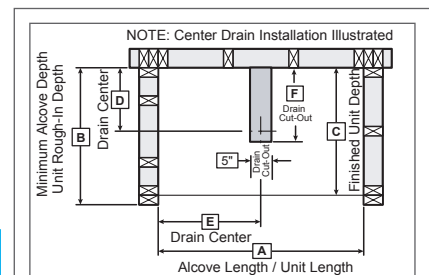 NOTE: Center Drain Installation Illustrated
Minimum Alcove Depth
Unit Rough-In Depth
B
Drain Center
D
F
Drain
Cut-Out
C
Finished Unit Depth
5"
Drain
Cut-Out
E
Drain Center
A
Alcove Length / Unit Length